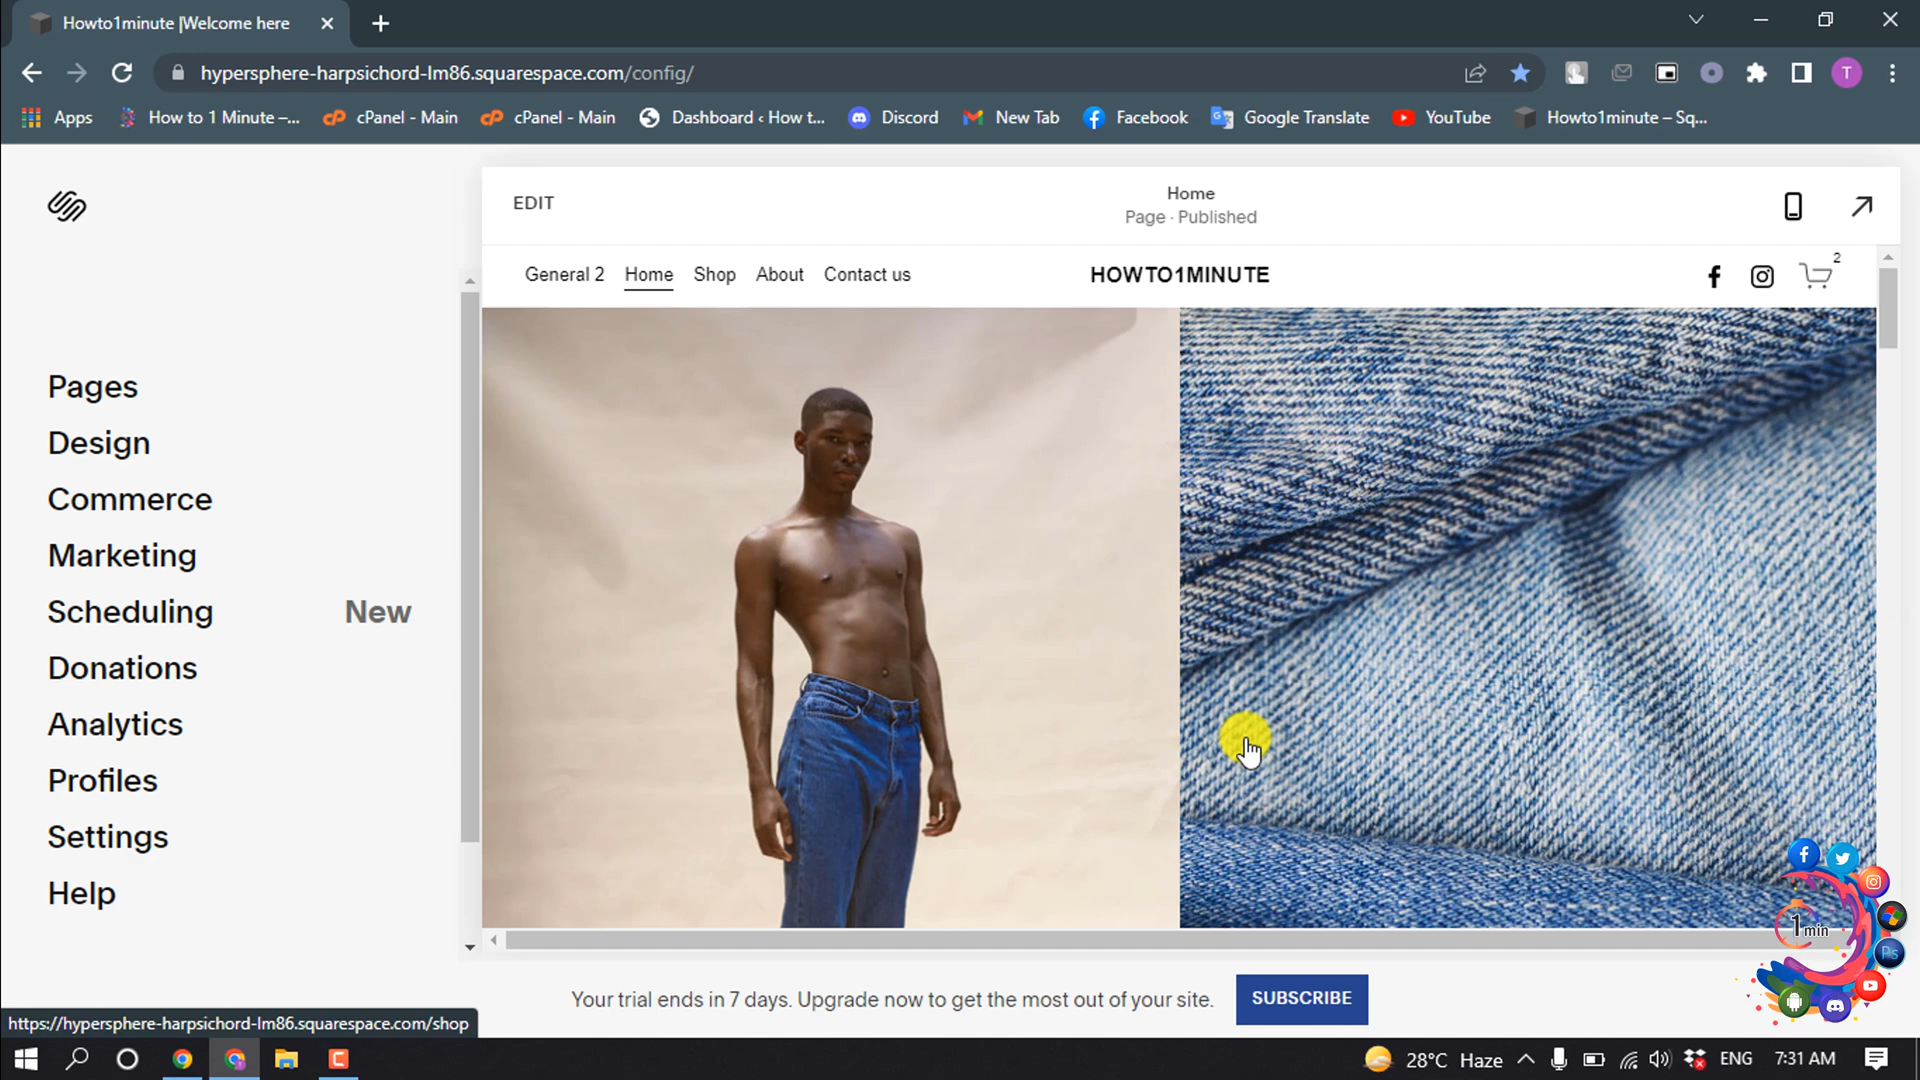 Howto1minute |Welcome here
hypersphere-harpsichord-lm86.squarespace.com/config/
T
Apps
How to 1 Minute –...
cPanel - Main
cPanel - Main
Dashboard ‹ How t...
Discord
New Tab
Facebook
Google Translate
YouTube
Howto1minute – Sq...
EDIT
Home
Page · Published
General 2
Home
Shop
About
Contact us
HOWTO1MINUTE
2
Pages
Design
Commerce
Marketing
Scheduling
New
Donations
Analytics
Profiles
Settings
Help
1 min
Ps
Your trial ends in 7 days. Upgrade now to get the most out of your site.
SUBSCRIBE
https://hypersphere-harpsichord-lm86.squarespace.com/shop
28°C Haze
ENG
7:31 AM